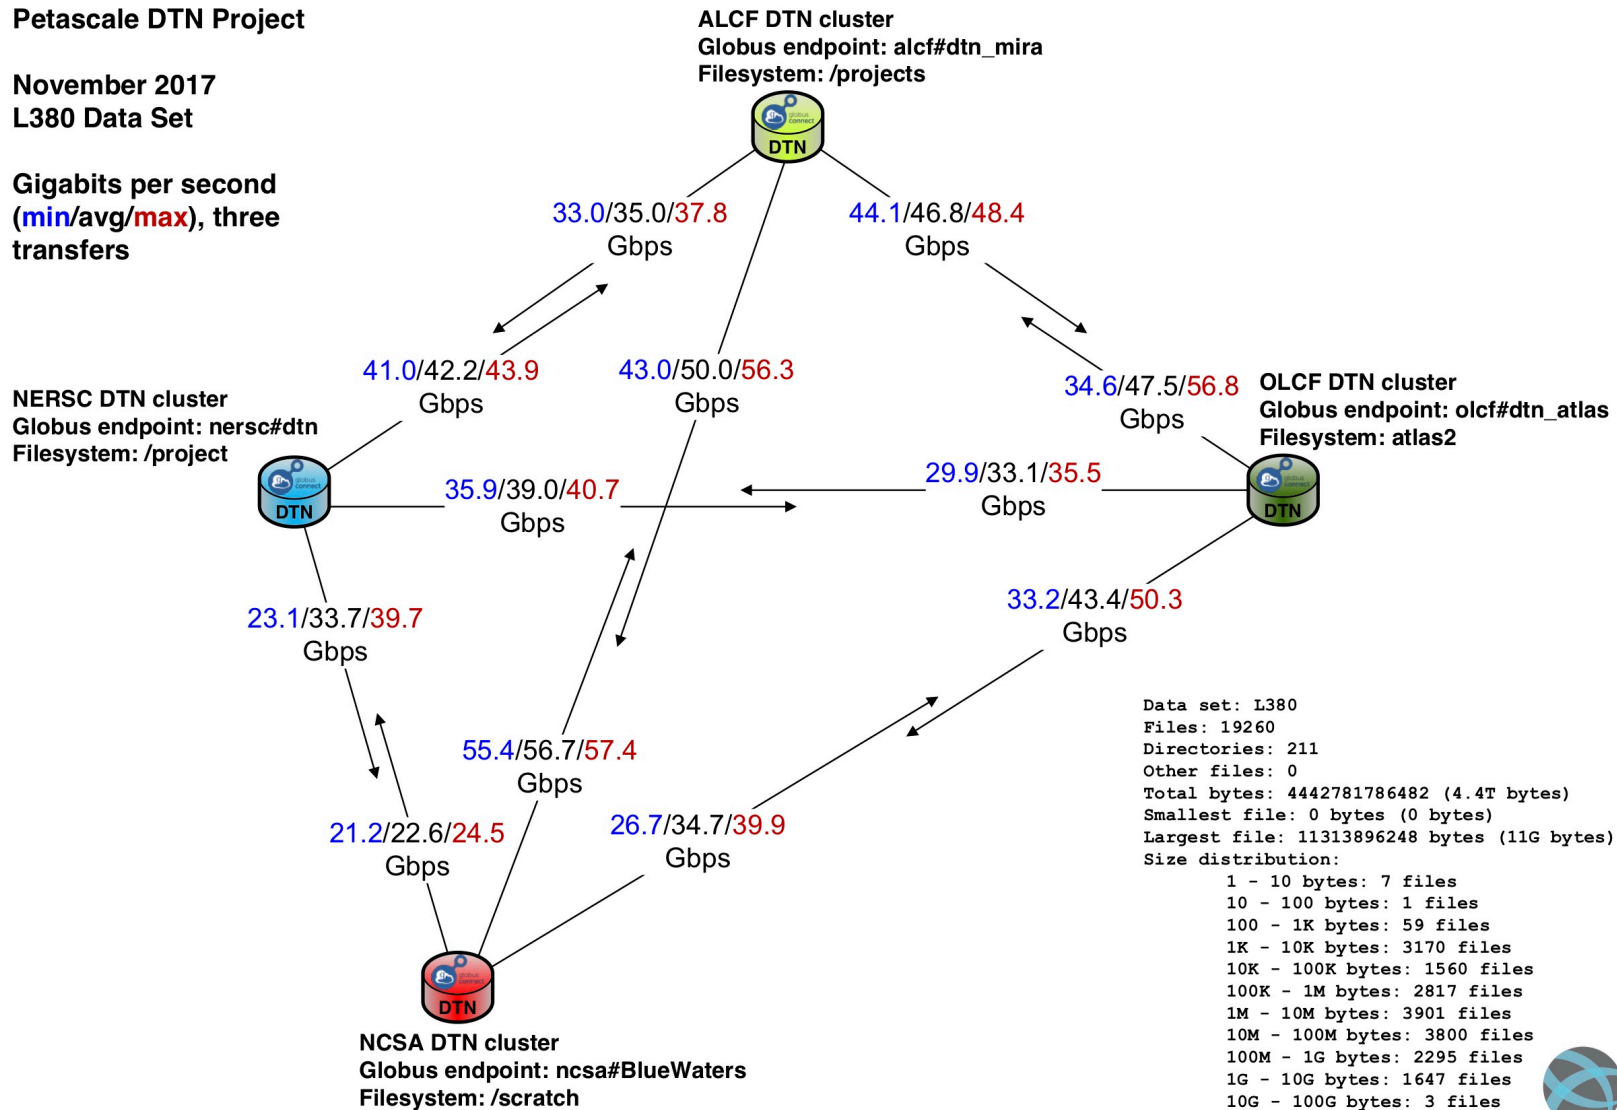 Petascale DTN Project
November 2017
L380 Data Set
Gigabits per second
(min/avg/max), three
transfers
ALCF DTN cluster
Globus endpoint: alcf#dtn_mira
Filesystem: /projects
globus
connect
DTN
33.0/35.0/37.8
Gbps
44.1/46.8/48.4
Gbps
41.0/42.2/43.9
Gbps
43.0/50.0/56.3
Gbps
34.6/47.5/56.8
Gbps
NERSC DTN cluster
Globus endpoint: nersc#dtn
Filesystem: /project
globus
connect
DTN
OLCF DTN cluster
Globus endpoint: olcf#dtn_atlas
Filesystem: atlas2
globus
connect
DTN
35.9/39.0/40.7
Gbps
29.9/33.1/35.5
Gbps
23.1/33.7/39.7
Gbps
33.2/43.4/50.3
Gbps
55.4/56.7/57.4
Gbps
21.2/22.6/24.5
Gbps
26.7/34.7/39.9
Gbps
globus
connect
DTN
NCSA DTN cluster
Globus endpoint: ncsa#BlueWaters
Filesystem: /scratch
Data set: L380
Files: 19260
Directories: 211
Other files: 0
Total bytes: 4442781786482 (4.4T bytes)
Smallest file: 0 bytes (0 bytes)
Largest file: 11313896248 bytes (11G bytes)
Size distribution:
1 - 10 bytes: 7 files
10 - 100 bytes: 1 files
100 - 1K bytes: 59 files
1K - 10K bytes: 3170 files
10K - 100K bytes: 1560 files
100K - 1M bytes: 2817 files
1M - 10M bytes: 3901 files
10M - 100M bytes: 3800 files
100M - 1G bytes: 2295 files
1G - 10G bytes: 1647 files
10G - 100G bytes: 3 files